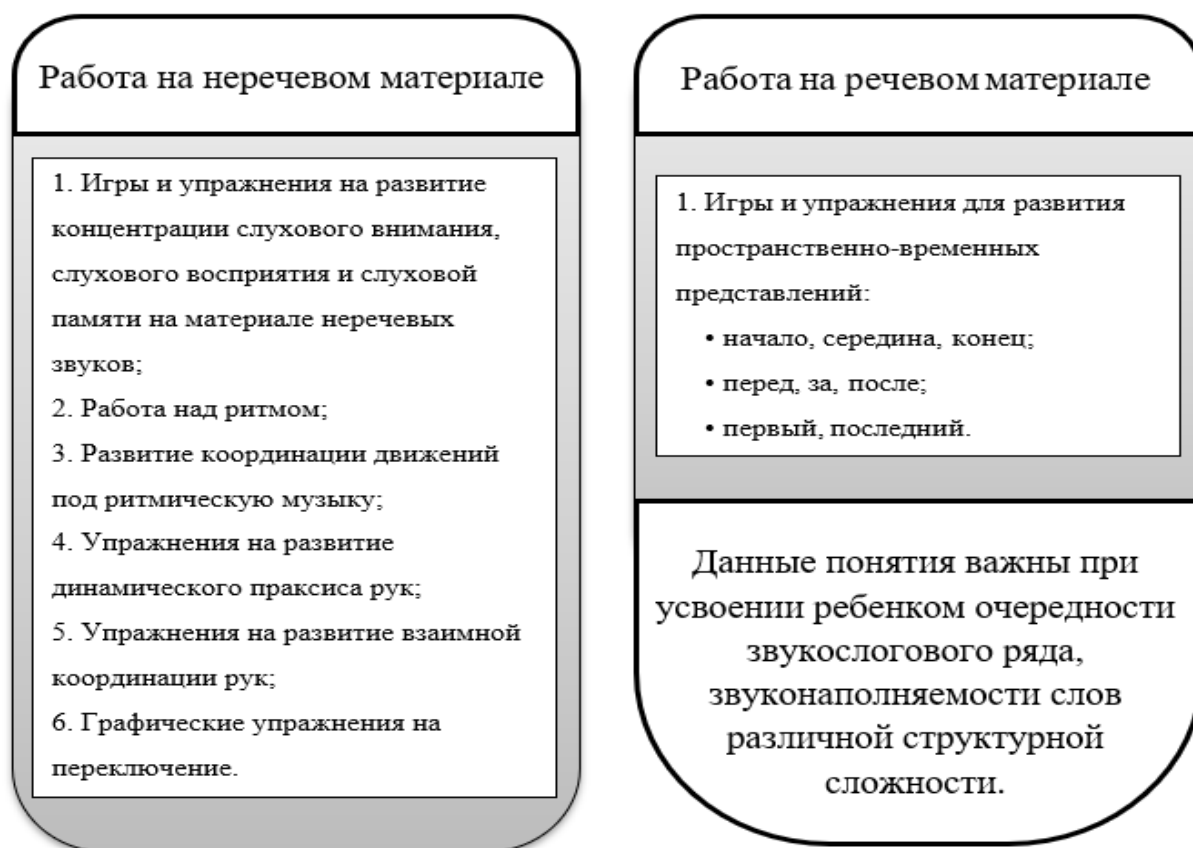 Работа на неречевом материале
1. Игры и упражнения на развитие
концентрации слухового внимания,
слухового восприятия и слуховой
памяти на материале неречевых
звуков;
2. Работа над ритмом;
3. Развитие координации движений
под ритмическую музыку;
4. Упражнения на развитие
динамического праксиса рук;
5. Упражнения на развитие взаимной
координации рук;
6. Графические упражнения на
переключение.
Работа на речевом материале
1. Игры и упражнения для развития
пространственно-временных
представлений:
• начало, середина, конец;
• перед, за, после;
• первый, последний.
Данные понятия важны при
усвоении ребенком очередности
звукослогового ряда,
звуконаполняемости слов
различной структурной
сложности.